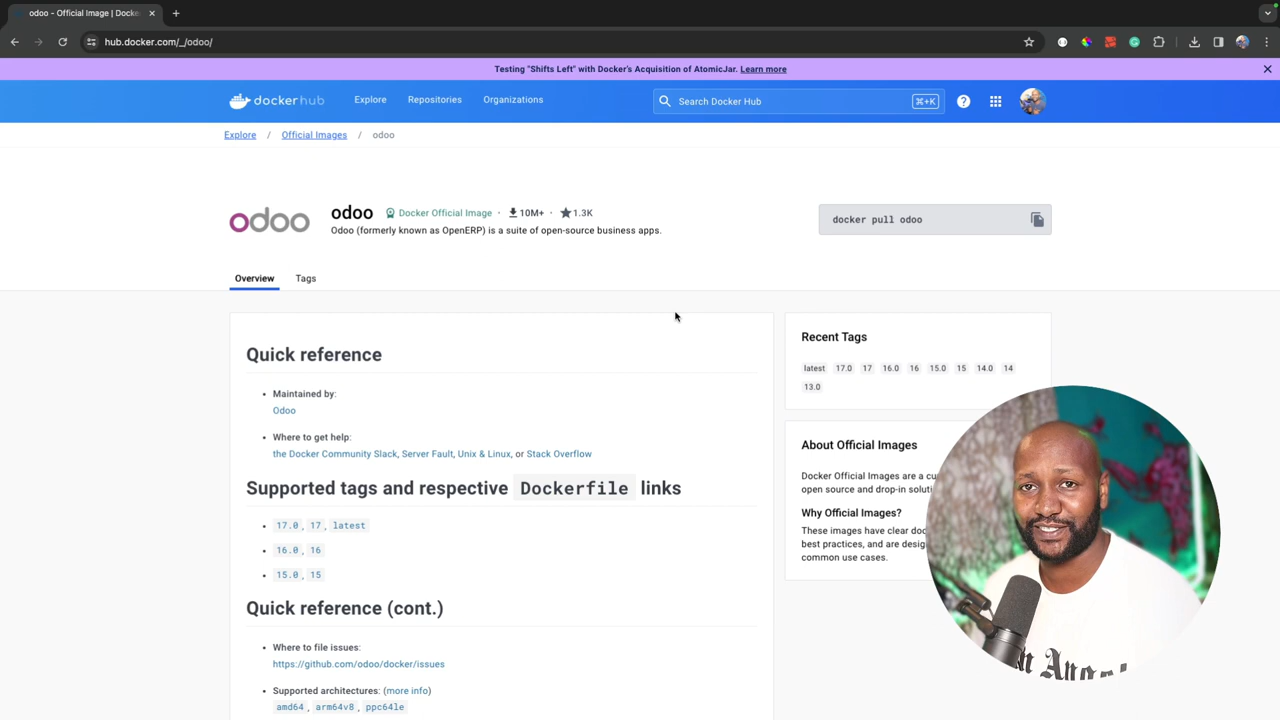 odoo - Official Image | Docke
hub.docker.com/_/odoo/
Testing "Shifts Left" with Docker's Acquisition of AtomicJar. Learn more
dockerhub
Explore
Repositories
Organizations
Search Docker Hub
⌘+K
?
Explore / Official Images / odoo
odoo
odoo
Docker Official Image · 10M+ · 1.3K
Odoo (formerly known as OpenERP) is a suite of open-source business apps.
docker pull odoo
Overview
Tags
Quick reference
• Maintained by:
Odoo
• Where to get help:
the Docker Community Slack, Server Fault, Unix & Linux, or Stack Overflow
Supported tags and respective Dockerfile links
• 17.0, 17, latest
• 16.0, 16
• 15.0, 15
Quick reference (cont.)
• Where to file issues:
https://github.com/odoo/docker/issues
• Supported architectures: (more info)
amd64, arm64v8, ppc64le
Recent Tags
latest 17.0 17 16.0 16 15.0 15 14.0 14
13.0
About Official Images
Docker Official Images are a cu
open source and drop-in soluti
Why Official Images?
These images have clear doc
best practices, and are desig
common use cases.